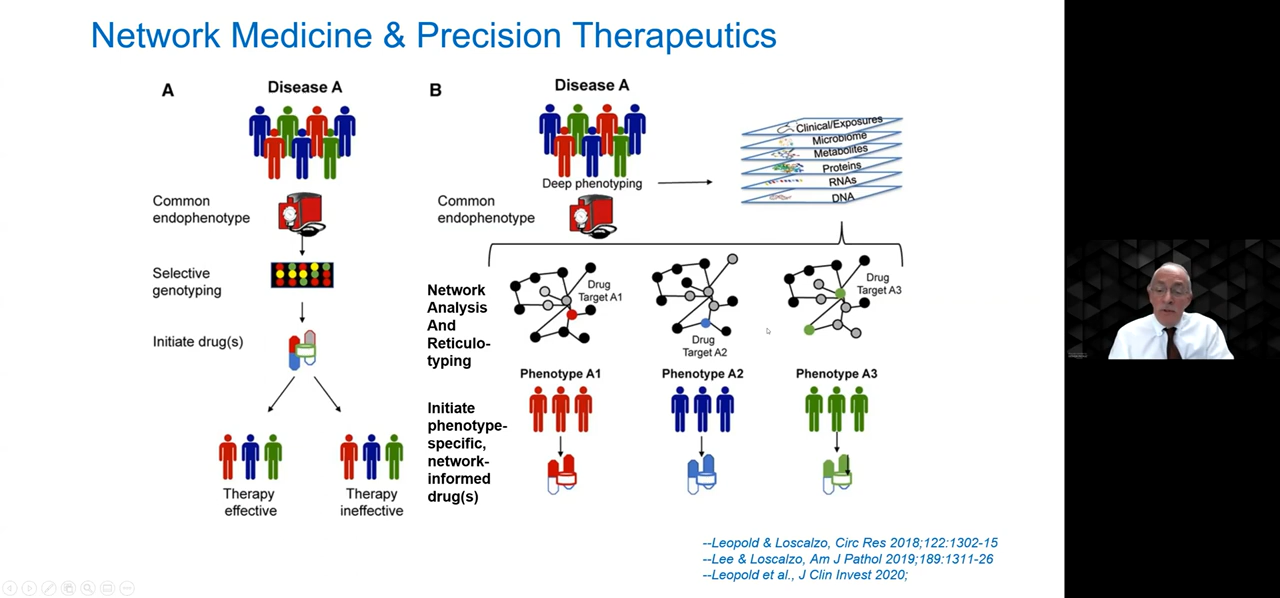 Network Medicine & Precision Therapeutics
A
Disease A
Common
endophenotype
Selective
genotyping
Initiate drug(s)
Therapy
effective
Therapy
ineffective
B
Disease A
Deep phenotyping
Common
endophenotype
Clinical/Exposures
Microbiome
Metabolites
Proteins
RNAs
DNA
Network
Analysis
And
Reticulo-
typing
Drug
Target A1
Drug
Target A2
Drug
Target A3
Phenotype A1
Phenotype A2
Phenotype A3
Initiate
phenotype-
specific,
network-
informed
drug(s)
--Leopold & Loscalzo, Circ Res 2018;122:1302-15
--Lee & Loscalzo, Am J Pathol 2019;189:1311-26
--Leopold et al., J Clin Invest 2020;